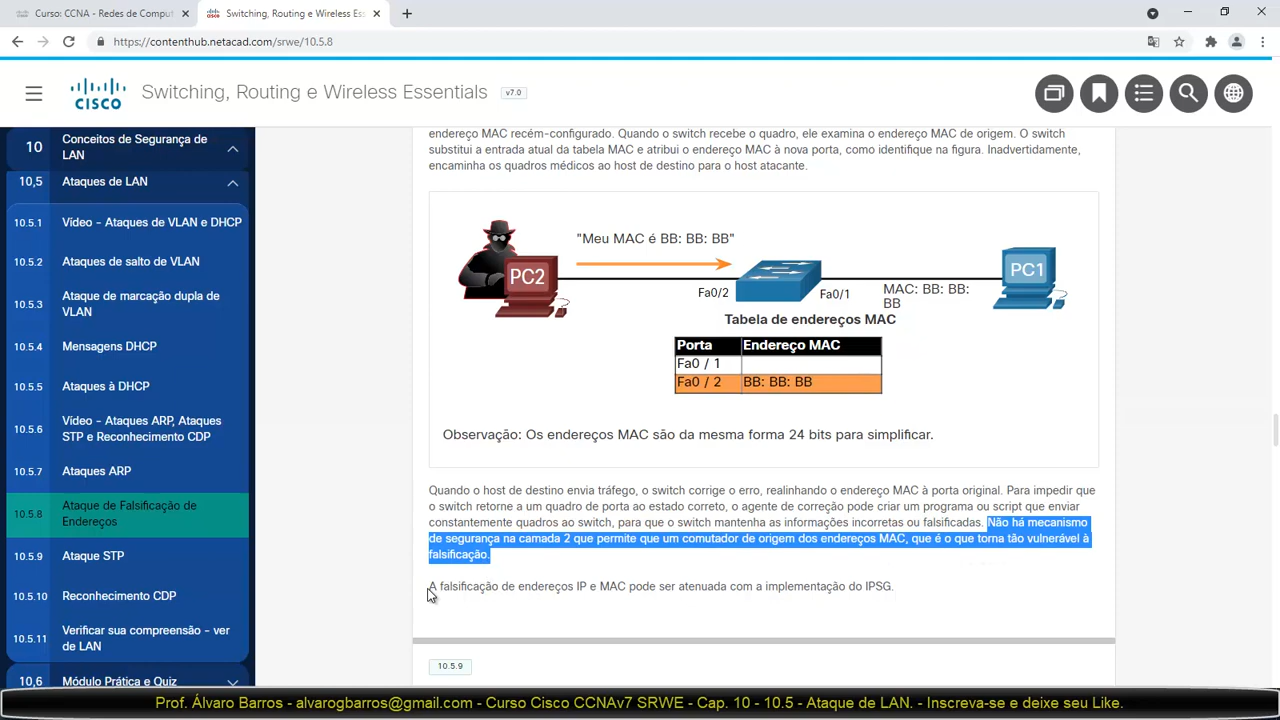 Curso: CCNA - Redes de Comput
Switching, Routing e Wireless Ess
https://contenthub.netacad.com/srwe/10.5.8
CISCO
Switching, Routing e Wireless Essentials
v7.0
10
Conceitos de Segurança de
LAN
10,5
Ataques de LAN
10.5.1
Vídeo – Ataques de VLAN e DHCP
10.5.2
Ataques de salto de VLAN
10.5.3
Ataque de marcação dupla de
VLAN
10.5.4
Mensagens DHCP
10.5.5
Ataques à DHCP
10.5.6
Vídeo – Ataques ARP, Ataques
STP e Reconhecimento CDP
10.5.7
Ataques ARP
10.5.8
Ataque de Falsificação de
Endereços
10.5.9
Ataque STP
10.5.10
Reconhecimento CDP
10.5.11
Verificar sua compreensão – ver
de LAN
10,6
Módulo Prática e Quiz
endereço MAC recém-configurado. Quando o switch recebe o quadro, ele examina o endereço MAC de origem. O switch
substitui a entrada atual da tabela MAC e atribui o endereço MAC à nova porta, como identifique na figura. Inadvertidamente,
encaminha os quadros médicos ao host de destino para o host atacante.
"Meu MAC é BB: BB: BB"
PC2
PC1
Fa0/2
Fa0/1
MAC: BB: BB:
BB
Tabela de endereços MAC
Porta Endereço MAC
Fa0 / 1
Fa0 / 2 BB: BB: BB
Observação: Os endereços MAC são da mesma forma 24 bits para simplificar.
Quando o host de destino envia tráfego, o switch corrige o erro, realinhando o endereço MAC à porta original. Para impedir que
o switch retorne a um quadro de porta ao estado correto, o agente de correção pode criar um programa ou script que enviar
constantemente quadros ao switch, para que o switch mantenha as informações incorretas ou falsificadas. Não há mecanismo
de segurança na camada 2 que permite que um comutador de origem dos endereços MAC, que é o que torna tão vulnerável à
falsificação.
A falsificação de endereços IP e MAC pode ser atenuada com a implementação do IPSG.
10.5.9
Prof. Álvaro Barros - alvarogbarros@gmail.com - Curso Cisco CCNAv7 SRWE - Cap. 10 - 10.5 - Ataque de LAN. - Inscreva-se e deixe seu Like.